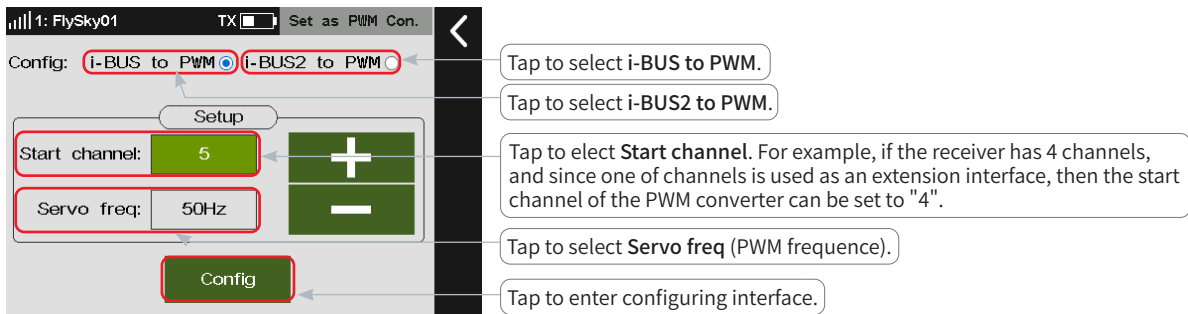 1: FlySky01 TX Set as PWM Con.
Config: i-BUS to PWM i-BUS2 to PWM
Tap to select i-BUS to PWM.
Tap to select i-BUS2 to PWM.
Setup
Start channel: 5
Tap to elect Start channel. For example, if the receiver has 4 channels,
and since one of channels is used as an extension interface, then the start
channel of the PWM converter can be set to "4".
Servo freq: 50Hz
Tap to select Servo freq (PWM frequence).
Config
Tap to enter configuring interface.